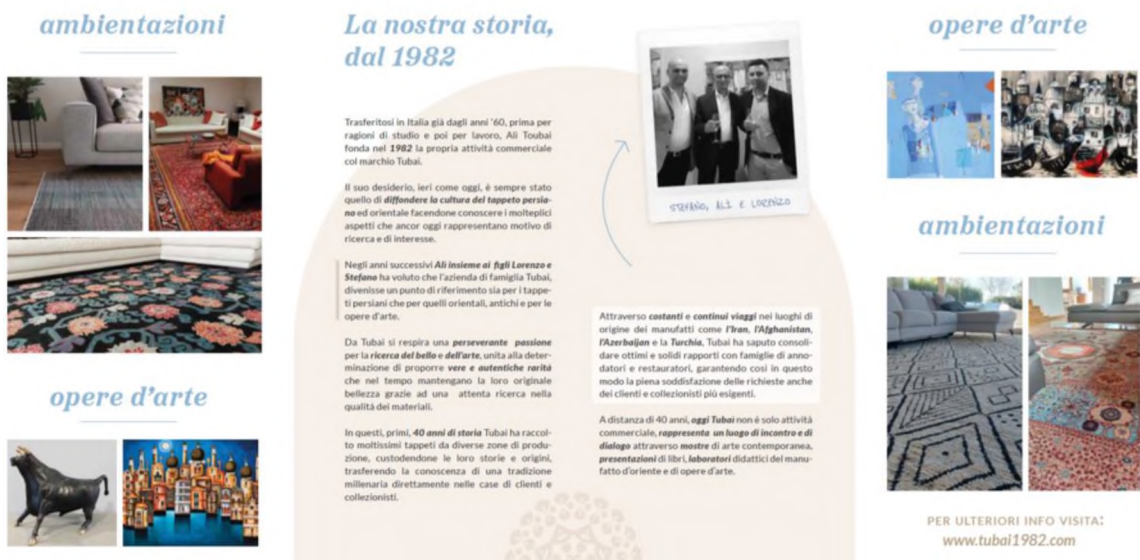 ambientazioni
opere d'arte
La nostra storia,
dal 1982
Trasferitosi in Italia già dagli anni '60, prima per
ragioni di studio e poi per lavoro, Alì Toubai
fonda nel 1982 la propria attività commerciale
col marchio Tubai.
Il suo desiderio, ieri come oggi, è sempre stato
quello di diffondere la cultura del tappeto persia-
no ed orientale facendone conoscere i molteplici
aspetti che ancor oggi rappresentano motivo di
ricerca e di interesse.
Negli anni successivi Alì insieme ai figli Lorenzo e
Stefano ha voluto che l'azienda di famiglia Tubai,
divenisse un punto di riferimento sia per i tappe-
ti persiani che per quelli orientali, antichi e per le
opere d'arte.
Da Tubai si respira una perseverante passione
per la ricerca del bello e dell'arte, unita alla deter-
minazione di proporre vere e autentiche rarità
che nel tempo mantengano la loro originale
bellezza grazie ad una attenta ricerca nella
qualità dei materiali.
In questi, primi, 40 anni di storia Tubai ha raccol-
to moltissimi tappeti da diverse zone di produ-
zione, custodendone le loro storie e origini,
trasferendo la conoscenza di una tradizione
millenaria direttamente nelle case di clienti e
collezionisti.
STEFANO, ALÌ E LORENZO
Attraverso costanti e continui viaggi nei luoghi di
origine dei manufatti come l'Iran, l'Afghanistan,
l'Azerbaijan e la Turchia, Tubai ha saputo consoli-
dare ottimi e solidi rapporti con famiglie di anno-
datori e restauratori, garantendo così in questo
modo la piena soddisfazione delle richieste anche
dei clienti e collezionisti più esigenti.
A distanza di 40 anni, oggi Tubai non è solo attività
commerciale, rappresenta un luogo di incontro e di
dialogo attraverso mostre di arte contemporanea,
presentazioni di libri, laboratori didattici del manu-
fatto d'oriente e di opere d'arte.
opere d'arte
ambientazioni
PER ULTERIORI INFO VISITA:
www.tubai1982.com